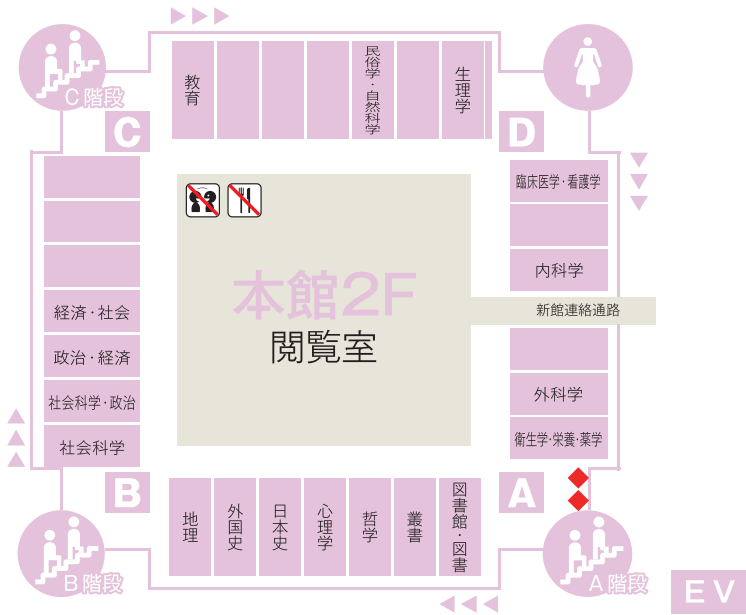 C階段
C
教育
民俗学・自然科学
生理学
D
臨床医学・看護学
内科学
新館連絡通路
外科学
衛生学・栄養・薬学
経済・社会
政治・経済
社会科学・政治
社会科学
本館2F
閲覧室
B
A
地理
外国史
日本史
心理学
哲学
叢書
図書館・図書
B階段
A階段
EV